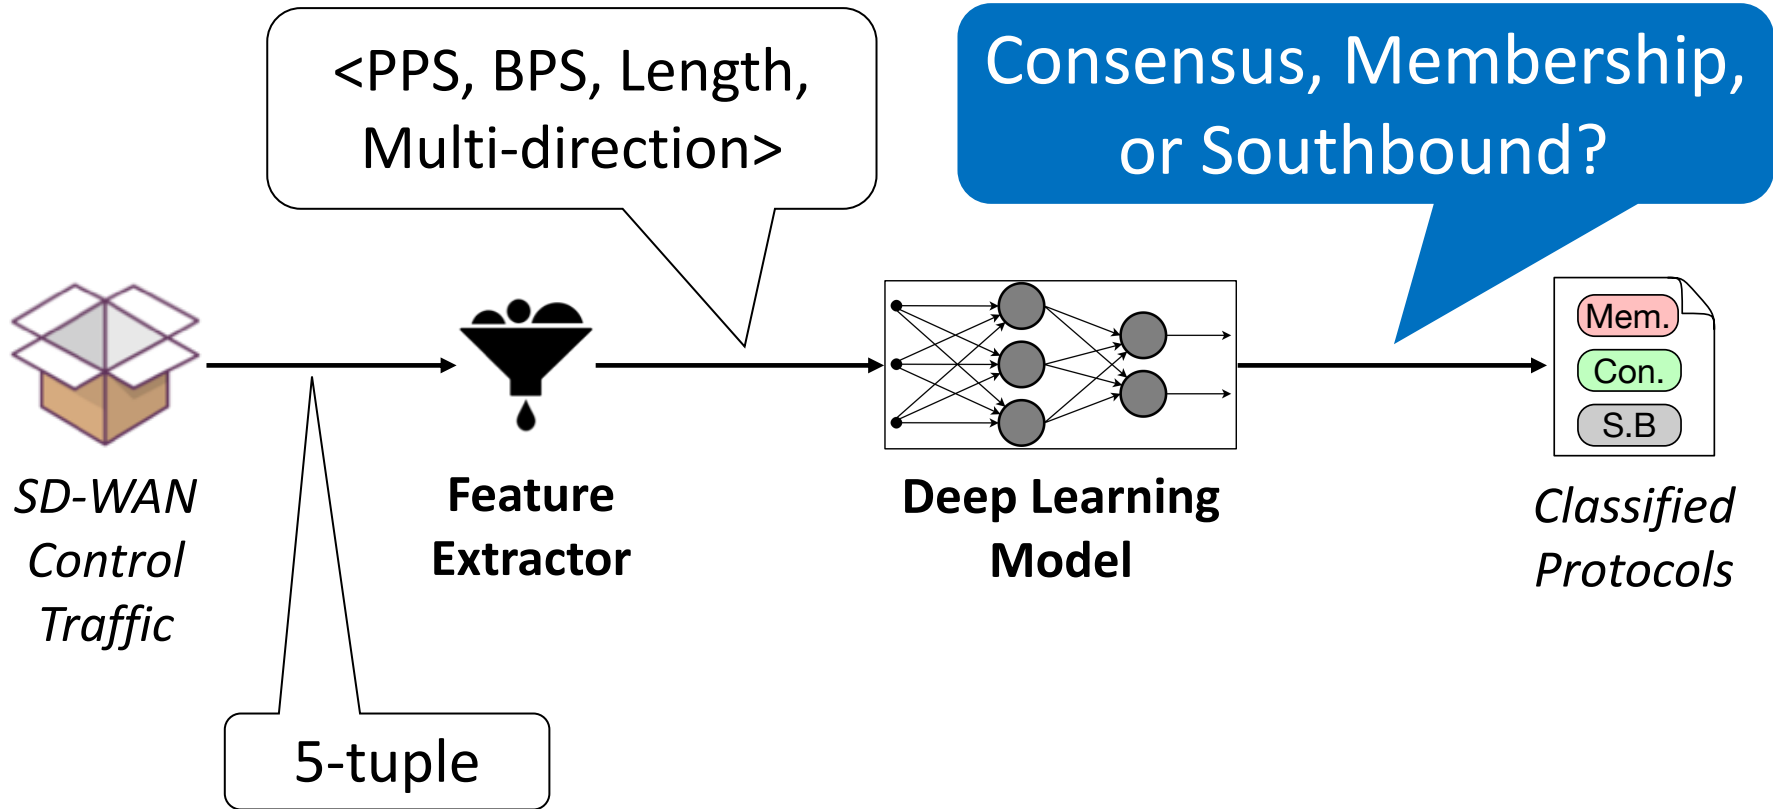 <PPS, BPS, Length,
Multi-direction>
Consensus, Membership,
or Southbound?
Mem.
Con.
S.B
SD-WAN
Control
Traffic
Feature
Extractor
Deep Learning
Model
Classified
Protocols
5-tuple